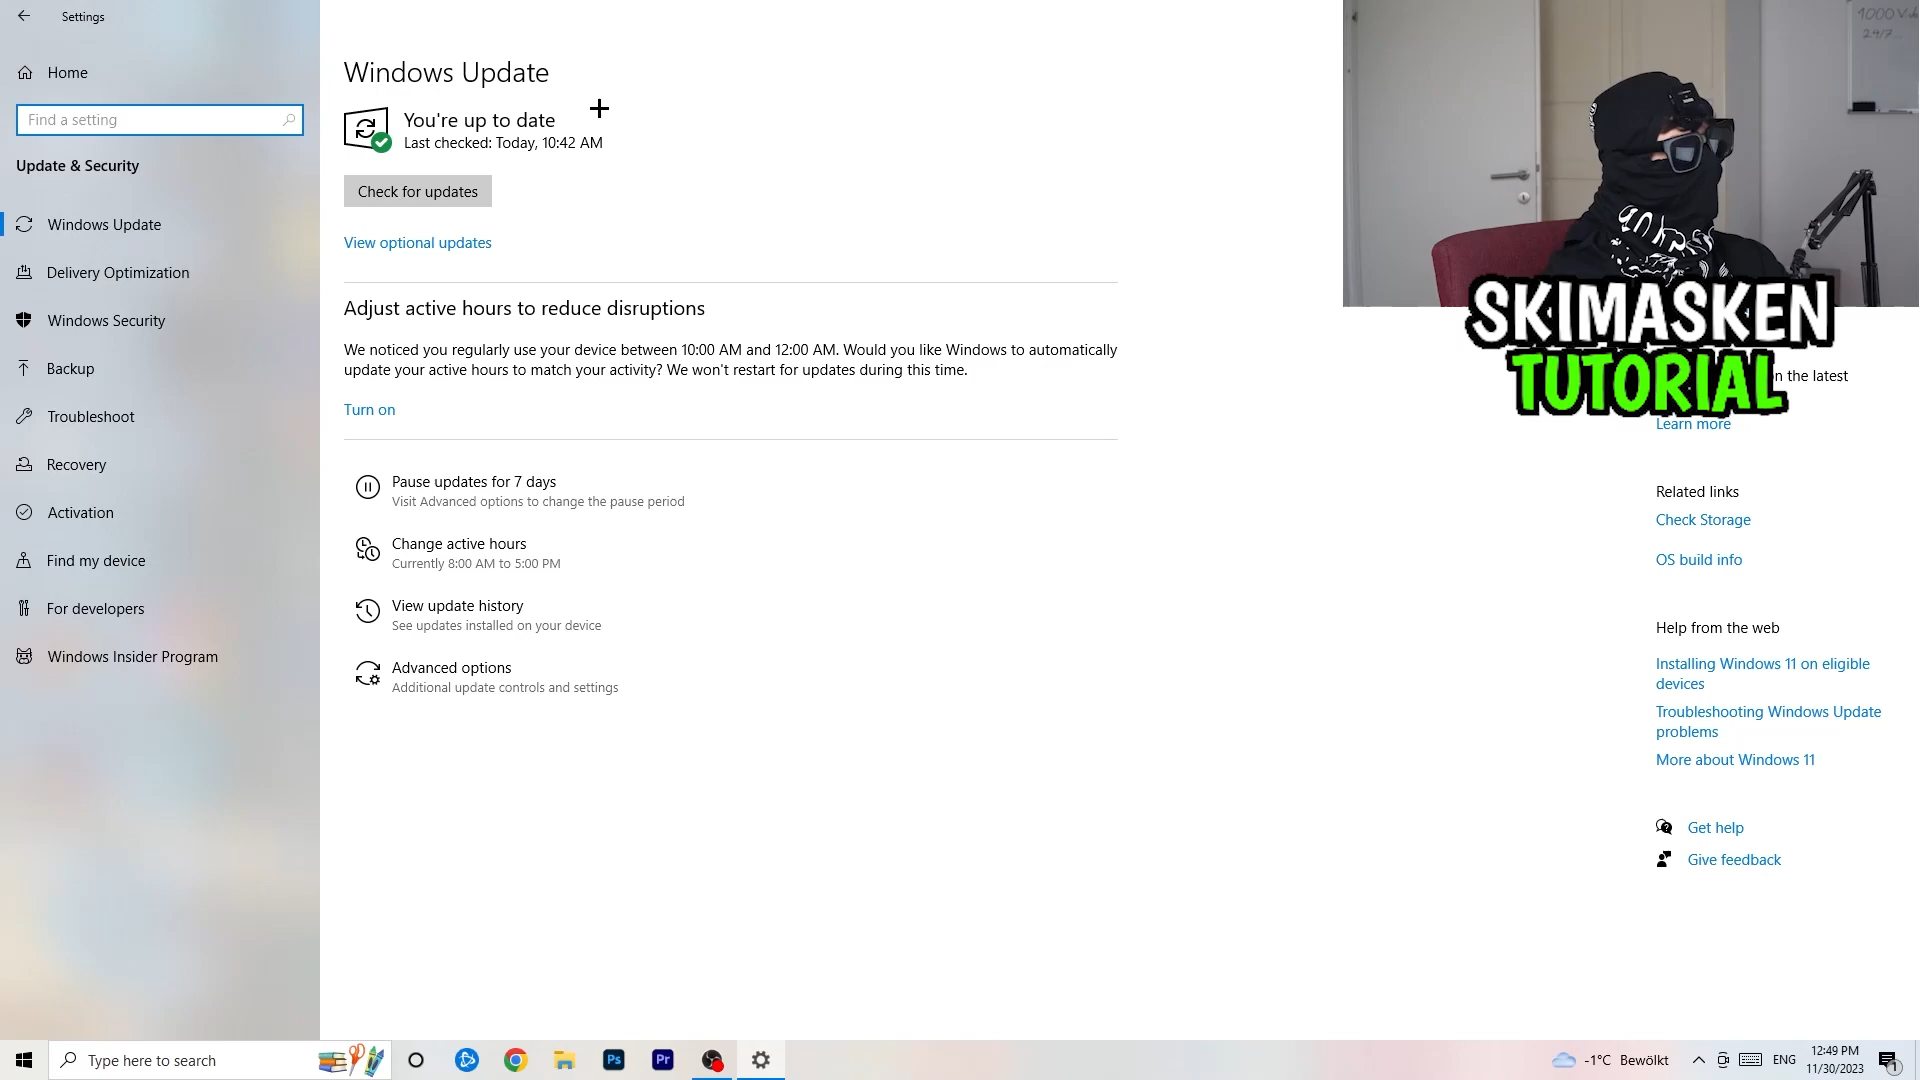 Settings
Home
Find a setting
Update & Security
Windows Update
Delivery Optimization
Windows Security
Backup
Troubleshoot
Recovery
Activation
Find my device
For developers
Windows Insider Program
Windows Update
You're up to date
Last checked: Today, 10:42 AM
Check for updates
View optional updates
Adjust active hours to reduce disruptions
We noticed you regularly use your device between 10:00 AM and 12:00 AM. Would you like Windows to automatically
update your active hours to match your activity? We won't restart for updates during this time.
Turn on
Pause updates for 7 days
Visit Advanced options to change the pause period
Change active hours
Currently 8:00 AM to 5:00 PM
View update history
See updates installed on your device
Advanced options
Additional update controls and settings
1000
24/7
SKIMASKEN
TUTORIAL
on the latest
Learn more
Related links
Check Storage
OS build info
Help from the web
Installing Windows 11 on eligible
devices
Troubleshooting Windows Update
problems
More about Windows 11
Get help
Give feedback
Type here to search
Ps
Pr
-1°C Bewölkt
ENG
12:49 PM
11/30/2023
1